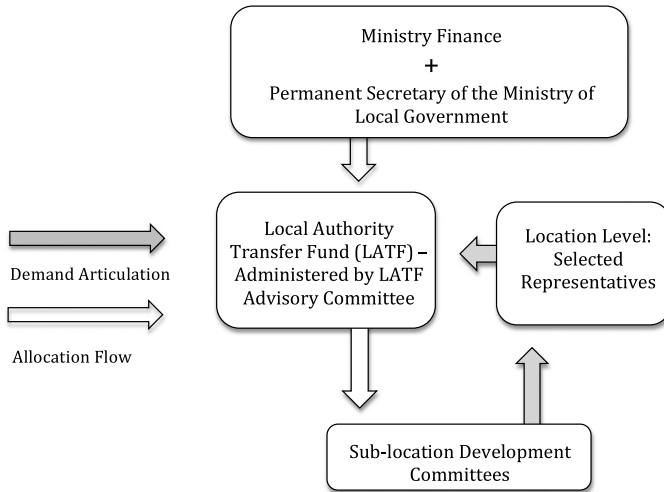 Ministry Finance
+
Permanent Secretary of the Ministry of
Local Government
Local Authority
Transfer Fund (LATF) –
Administered by LATF
Advisory Committee
Location Level:
Selected
Representatives
Demand Articulation
Allocation Flow
Sub-location Development
Committees